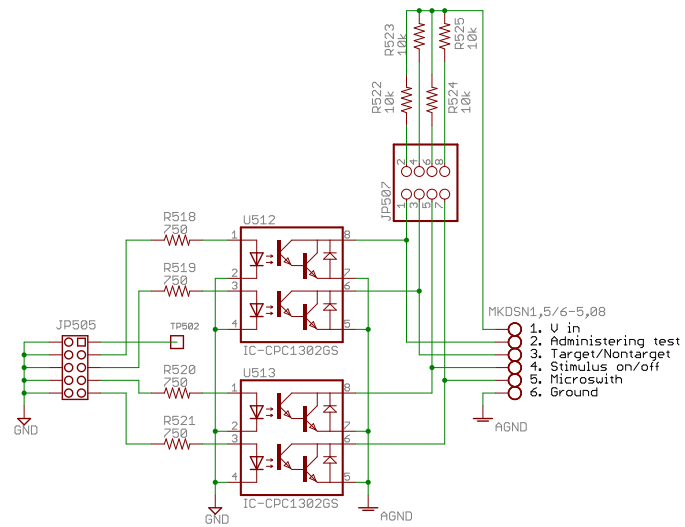 R523
10k
R525
10k
R522
10k
R524
10k
2 4 6 8
JP507
1 3 5 7
R518
750
U512
1 8
2 7
R519
750
3 6
4 5
IC-CPC1302GS
JP505
TP502
MKDSN1,5/6-5,08
1. V in
2. Administering test
3. Target/Nontarget
4. Stimulus on/off
5. Microswith
6. Ground
R520
750
U513
1 8
2 7
R521
750
3 6
4 5
IC-CPC1302GS
GND
AGND
GND
AGND